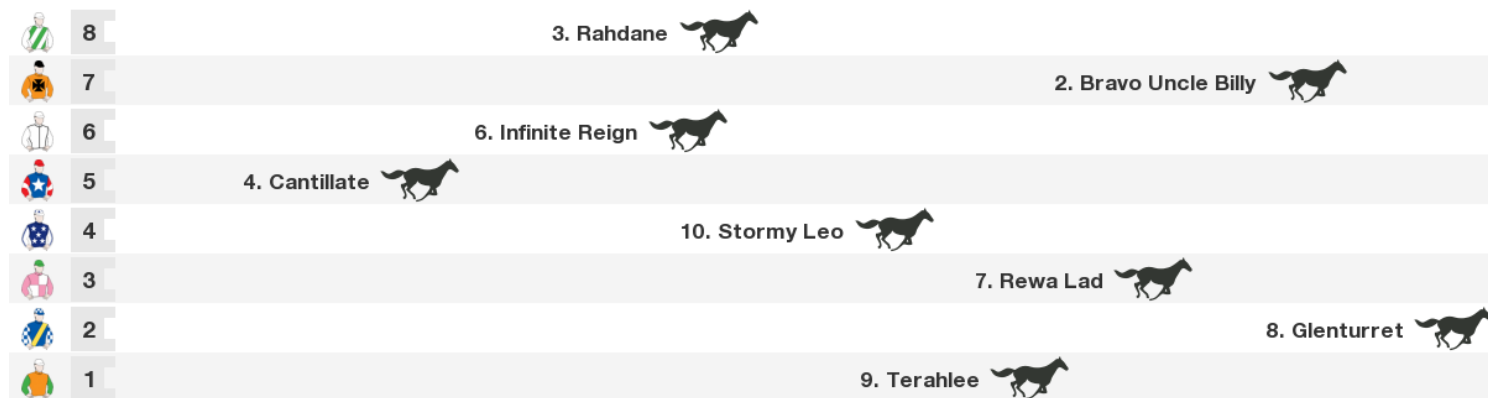 8 3. Rahdane
7 2. Bravo Uncle Billy
6 6. Infinite Reign
5 4. Cantillate
4 10. Stormy Leo
3 7. Rewa Lad
2 8. Glenturret
1 9. Terahlee